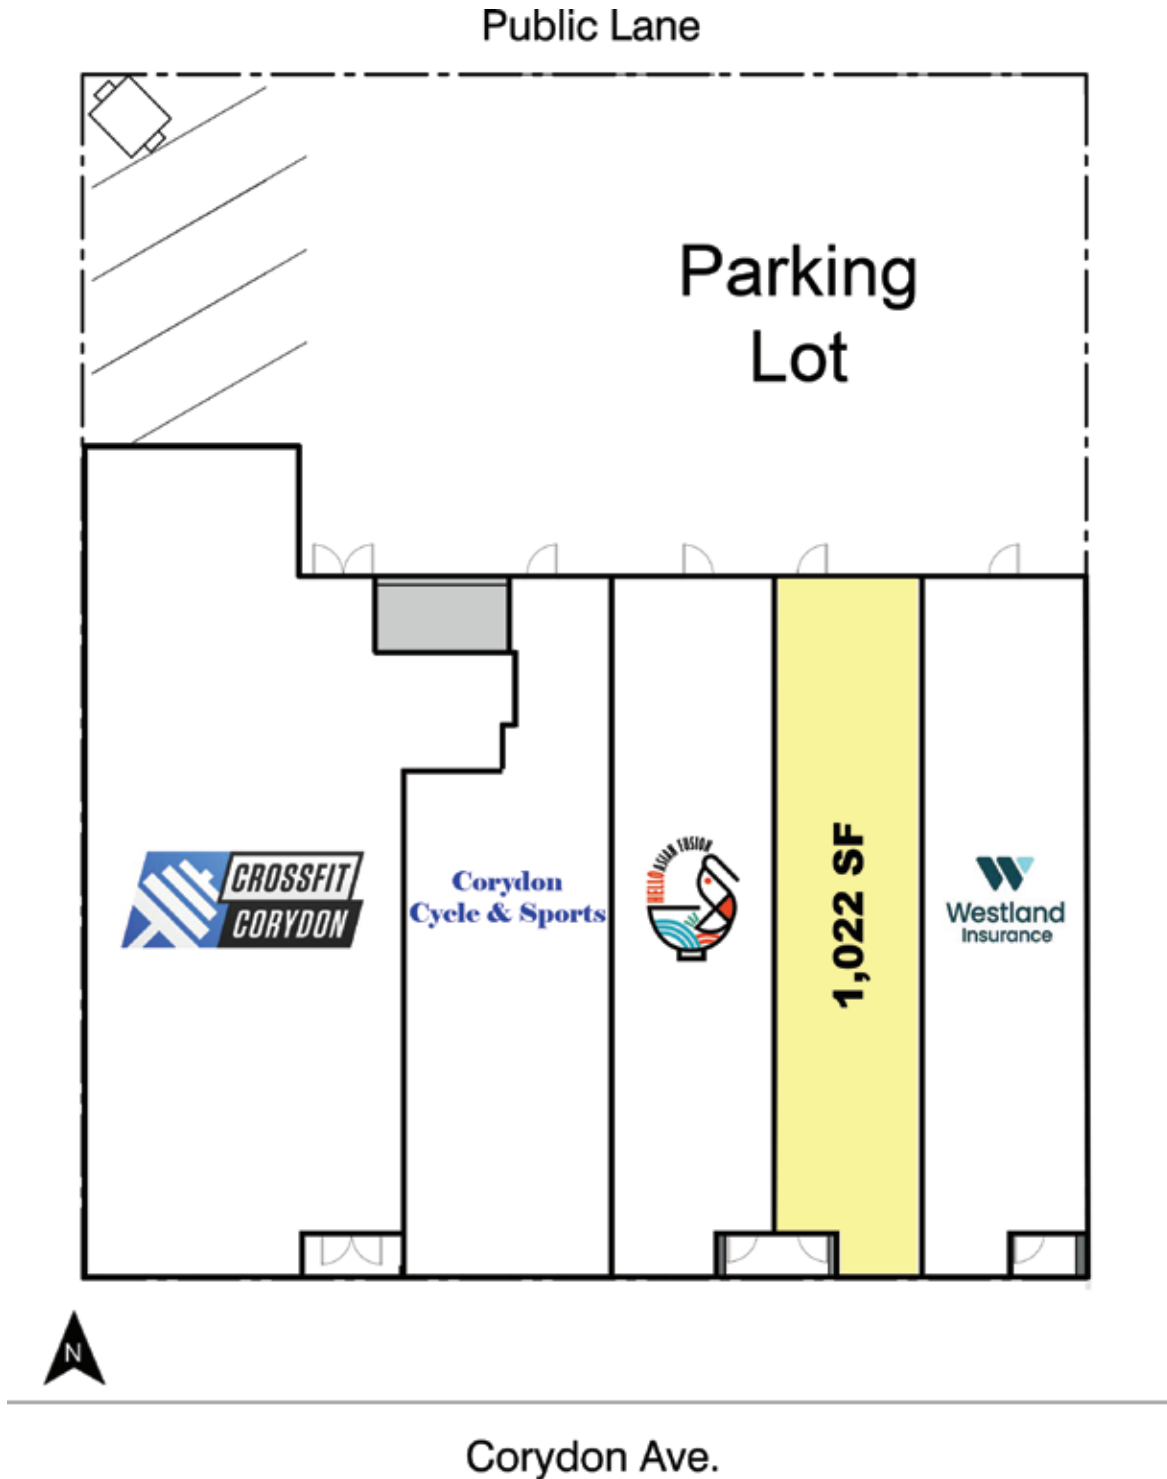 Public Lane
Parking
Lot
CROSSFIT
CORYDON
Corydon
Cycle & Sports
HELLO ASIAN FUSION
1,022 SF
Westland
Insurance
N
Corydon Ave.